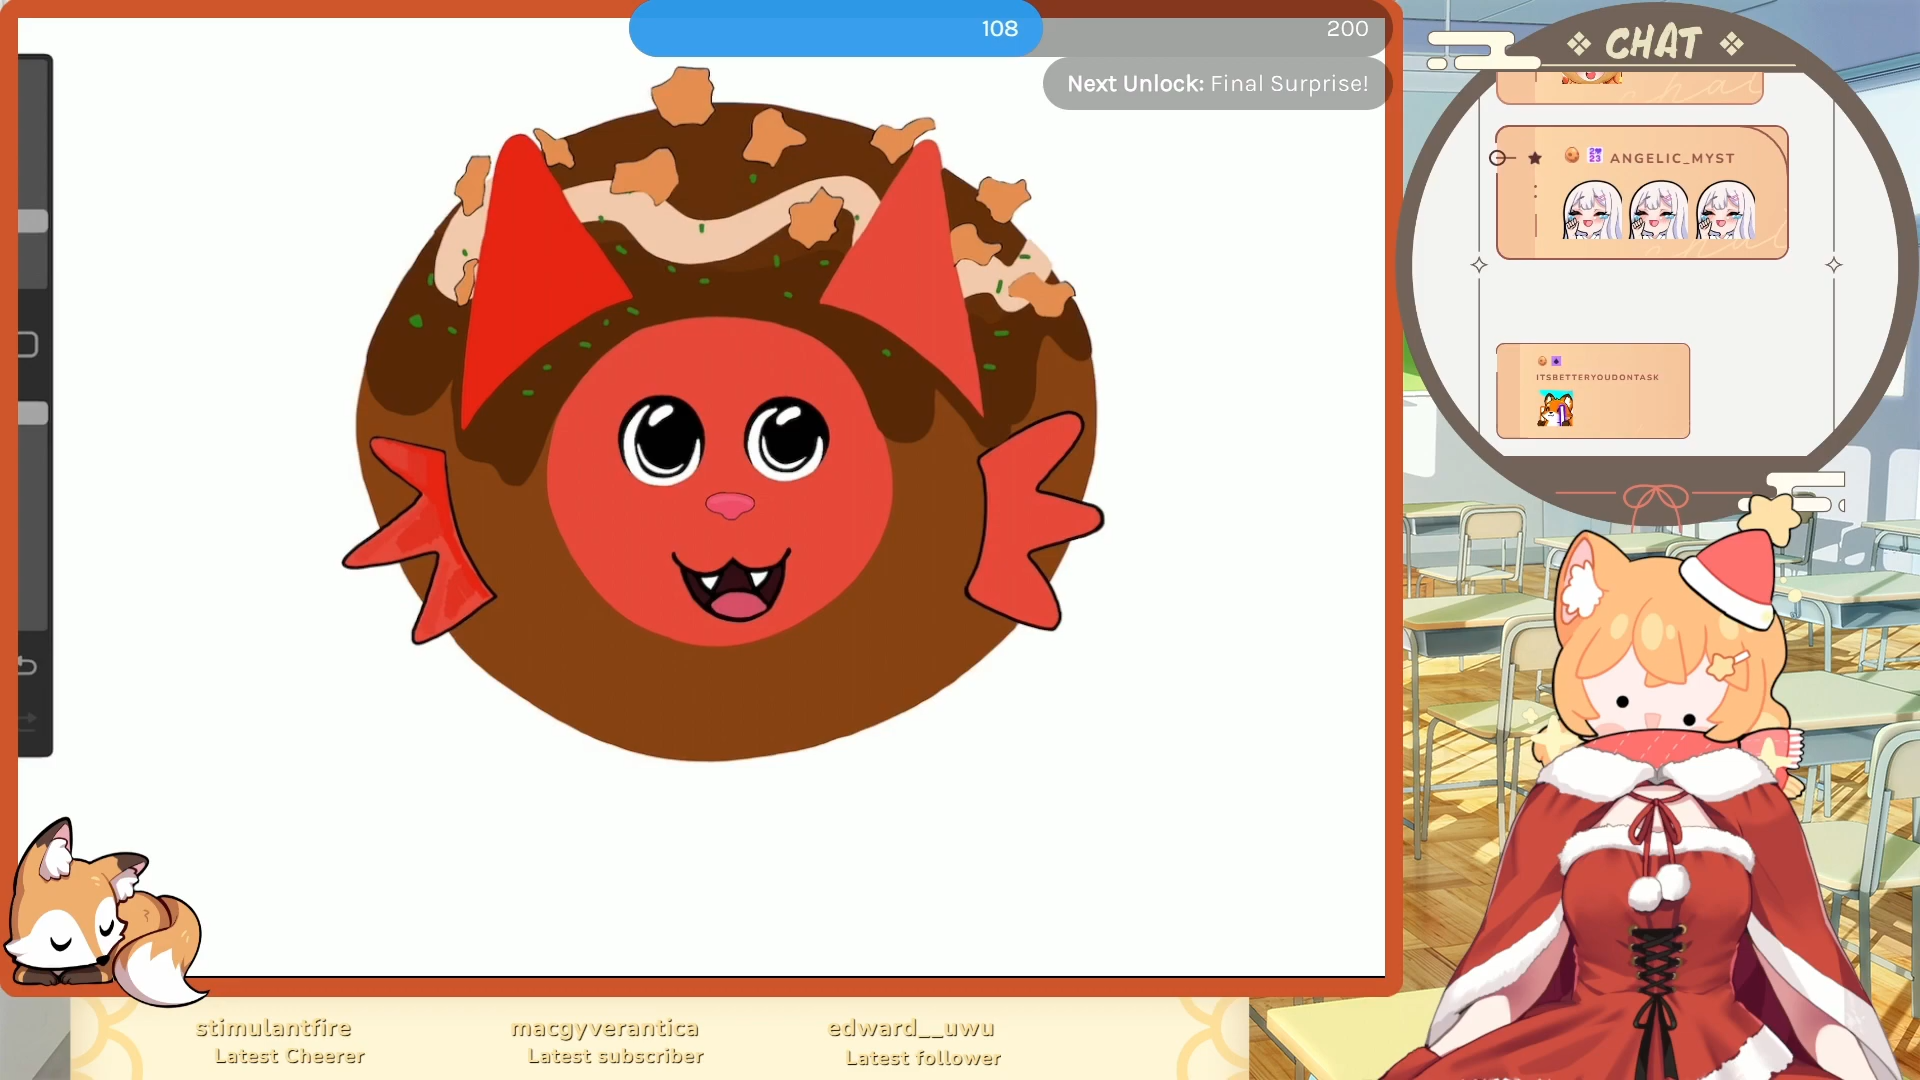 108
200
Next Unlock: Final Surprise!
CHAT
ANGELIC_MYST
ITSBETTERYOUDONTASK
stimulantfire
Latest Cheerer
macgyverantica
Latest subscriber
edward__uwu
Latest follower